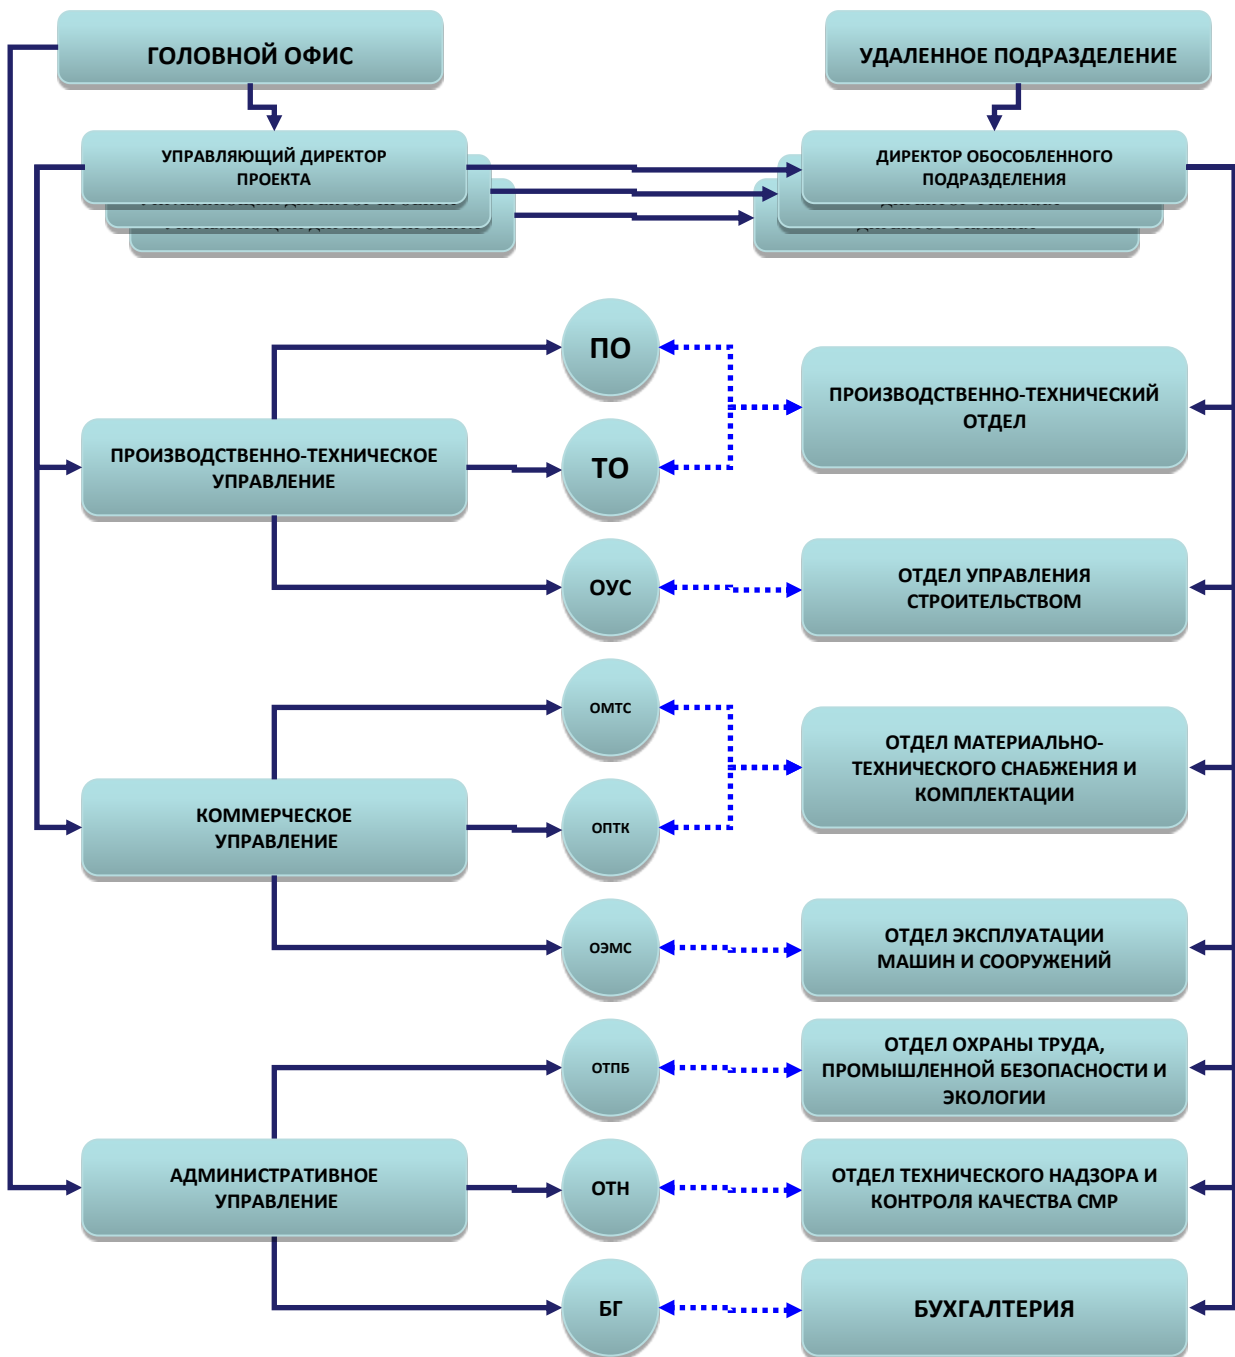 ГОЛОВНОЙ ОФИС
УДАЛЕННОЕ ПОДРАЗДЕЛЕНИЕ
УПРАВЛЯЮЩИЙ ДИРЕКТОР
ПРОЕКТА
ДИРЕКТОР ОБОСОБЛЕННОГО
ПОДРАЗДЕЛЕНИЯ
ПО
ПРОИЗВОДСТВЕННО-ТЕХНИЧЕСКИЙ
ОТДЕЛ
ПРОИЗВОДСТВЕННО-ТЕХНИЧЕСКОЕ
УПРАВЛЕНИЕ
ТО
ОУС
ОТДЕЛ УПРАВЛЕНИЯ
СТРОИТЕЛЬСТВОМ
ОМТС
ОТДЕЛ МАТЕРИАЛЬНО-
ТЕХНИЧЕСКОГО СНАБЖЕНИЯ И
КОМПЛЕКТАЦИИ
КОММЕРЧЕСКОЕ
УПРАВЛЕНИЕ
ОПТК
ОЭМС
ОТДЕЛ ЭКСПЛУАТАЦИИ
МАШИН И СООРУЖЕНИЙ
ОТПБ
ОТДЕЛ ОХРАНЫ ТРУДА,
ПРОМЫШЛЕННОЙ БЕЗОПАСНОСТИ И
ЭКОЛОГИИ
АДМИНИСТРАТИВНОЕ
УПРАВЛЕНИЕ
ОТН
ОТДЕЛ ТЕХНИЧЕСКОГО НАДЗОРА И
КОНТРОЛЯ КАЧЕСТВА СМР
БГ
БУХГАЛТЕРИЯ